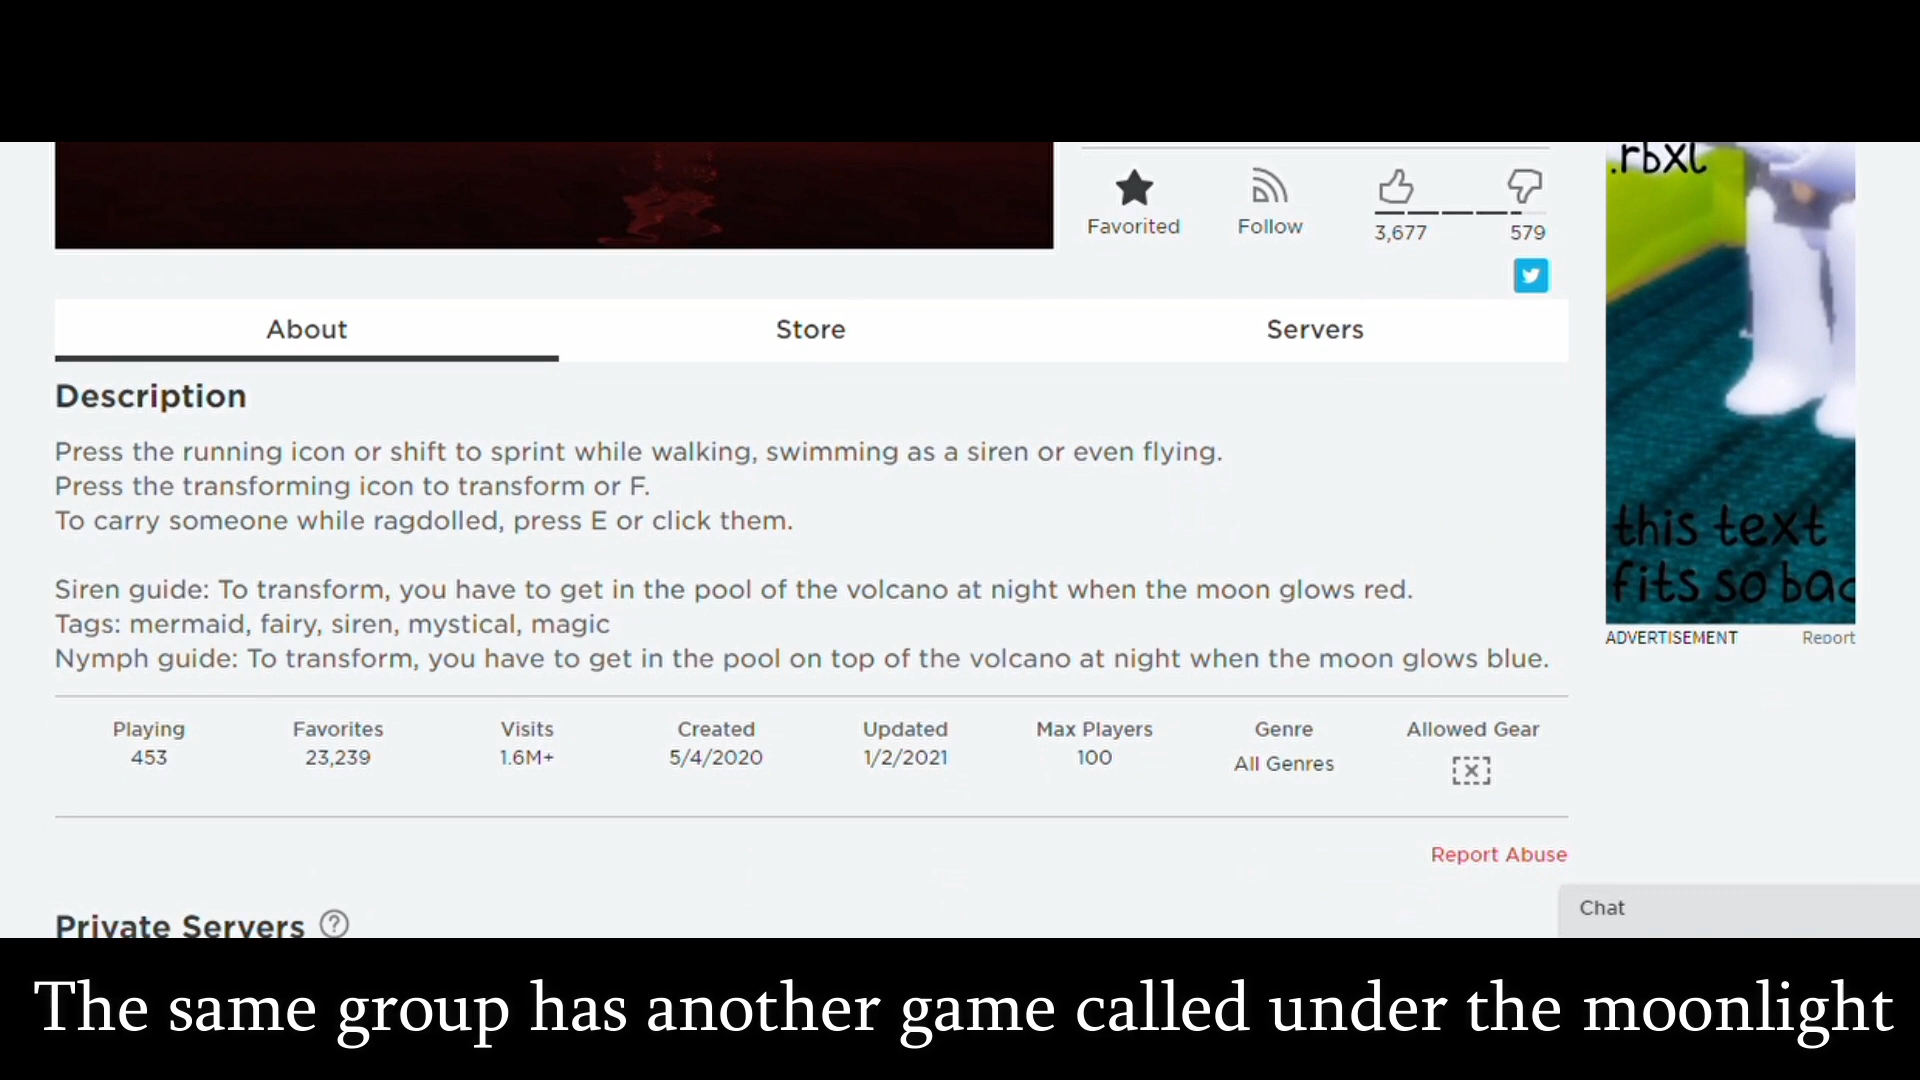 .rbxl
Favorited
Follow
3,677
579
About
Store
Servers
Description
Press the running icon or shift to sprint while walking, swimming as a siren or even flying.
Press the transforming icon to transform or F.
To carry someone while ragdolled, press E or click them.
Siren guide: To transform, you have to get in the pool of the volcano at night when the moon glows red.
Tags: mermaid, fairy, siren, mystical, magic
Nymph guide: To transform, you have to get in the pool on top of the volcano at night when the moon glows blue.
this text
fits so bad
ADVERTISEMENT Report
Playing Favorites Visits Created Updated Max Players Genre Allowed Gear
453 23,239 1.6M+ 5/4/2020 1/2/2021 100 All Genres
Report Abuse
Private Servers ?
Chat
The same group has another game called under the moonlight